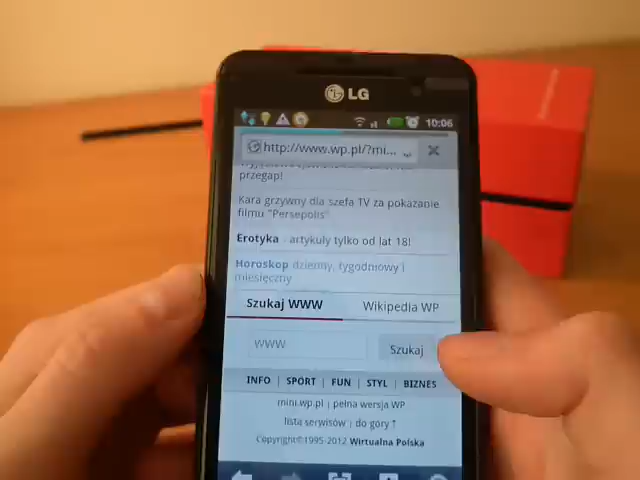 LG
10:06
http://www.wp.pl/?mi...
przegap!
Kara grzywny dla szefa TV za pokazanie
filmu "Persepolis"
Erotyka - artykuły tylko od lat 18!
Horoskop dzienny, tygodniowy i
miesięczny
Szukaj WWW Wikipedia WP
WWW Szukaj
INFO | SPORT | FUN | STYL | BIZNES
mini.wp.pl | pełna wersja WP
lista serwisów | do góry ↑
Copyright©1995-2012 Wirtualna Polska